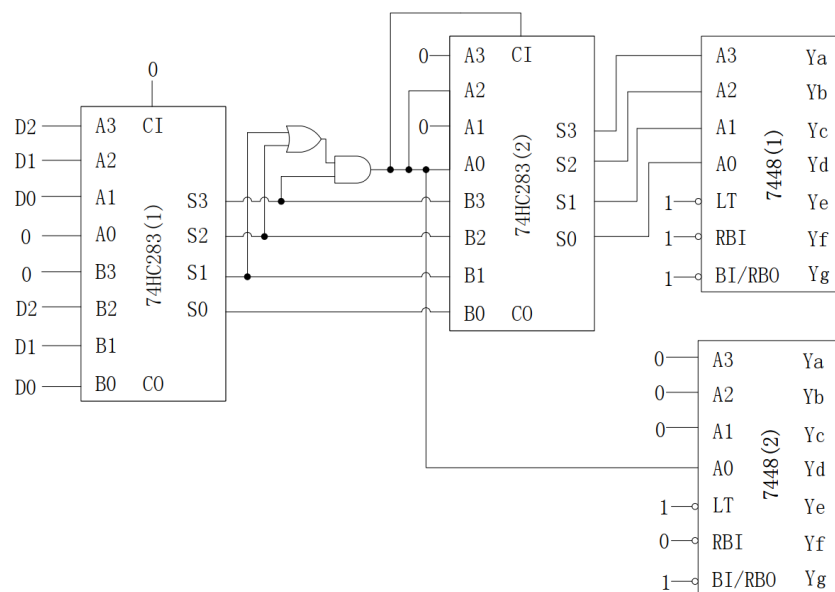 0
D2
D1
D0
0
0
D2
D1
D0
A3 CI
A2
A1
A0
B3
B2
B1
B0 CO
S3
S2
S1
S0
74HC283(1)
0
0
A3 CI
A2
A1
A0
B3
B2
B1
B0 CO
S3
S2
S1
S0
74HC283(2)
1
1
1
A3 Ya
A2 Yb
A1 Yc
A0 Yd
LT Ye
RBI Yf
BI/RBO Yg
7448(1)
0
0
0
1
0
1
A3 Ya
A2 Yb
A1 Yc
A0 Yd
LT Ye
RBI Yf
BI/RBO Yg
7448(2)